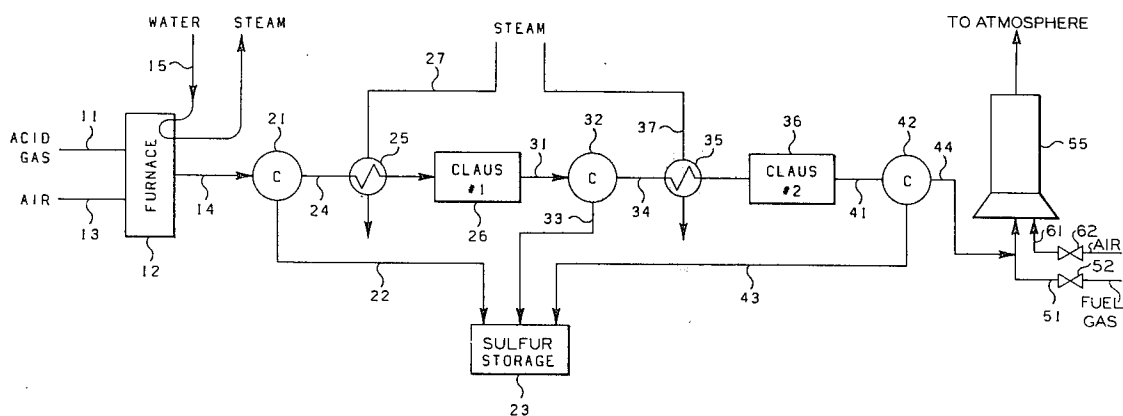 WATER
STEAM
15
11
ACID
GAS
AIR
13
FURNACE
12
14
21
C
24
22
STEAM
27
25
CLAUS
#1
26
31
32
C
33
34
37
35
36
CLAUS
#2
41
42
C
44
43
SULFUR
STORAGE
23
TO ATMOSPHERE
55
61
62
AIR
52
51
FUEL
GAS